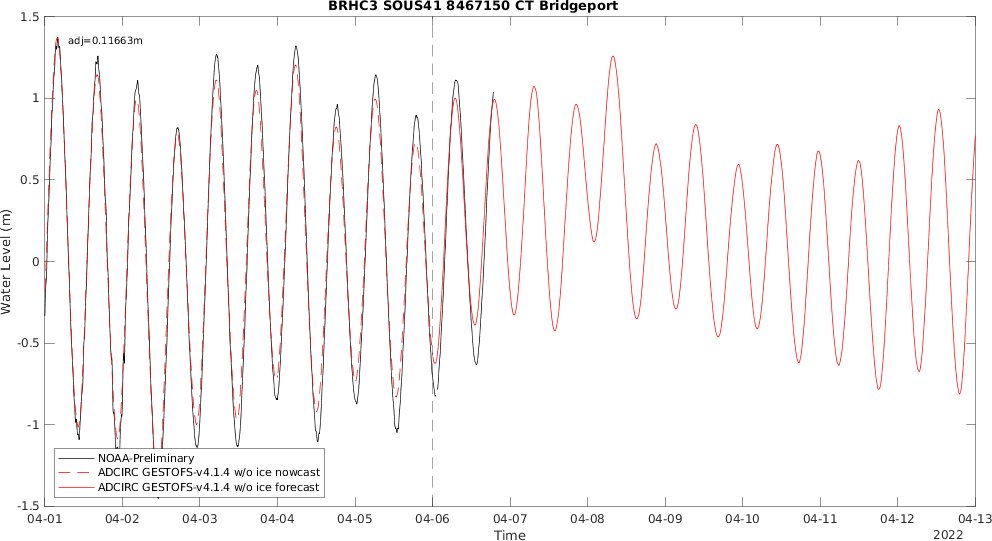 BRHC3 SOUS41 8467150 CT Bridgeport
adj=0.11663m
1.5
1
0.5
0
-0.5
-1
-1.5
Water Level (m)
NOAA-Preliminary
ADCIRC GESTOFS-v4.1.4 w/o ice nowcast
ADCIRC GESTOFS-v4.1.4 w/o ice forecast
04-01 04-02 04-03 04-04 04-05 04-06 04-07 04-08 04-09 04-10 04-11 04-12 04-13
Time
2022